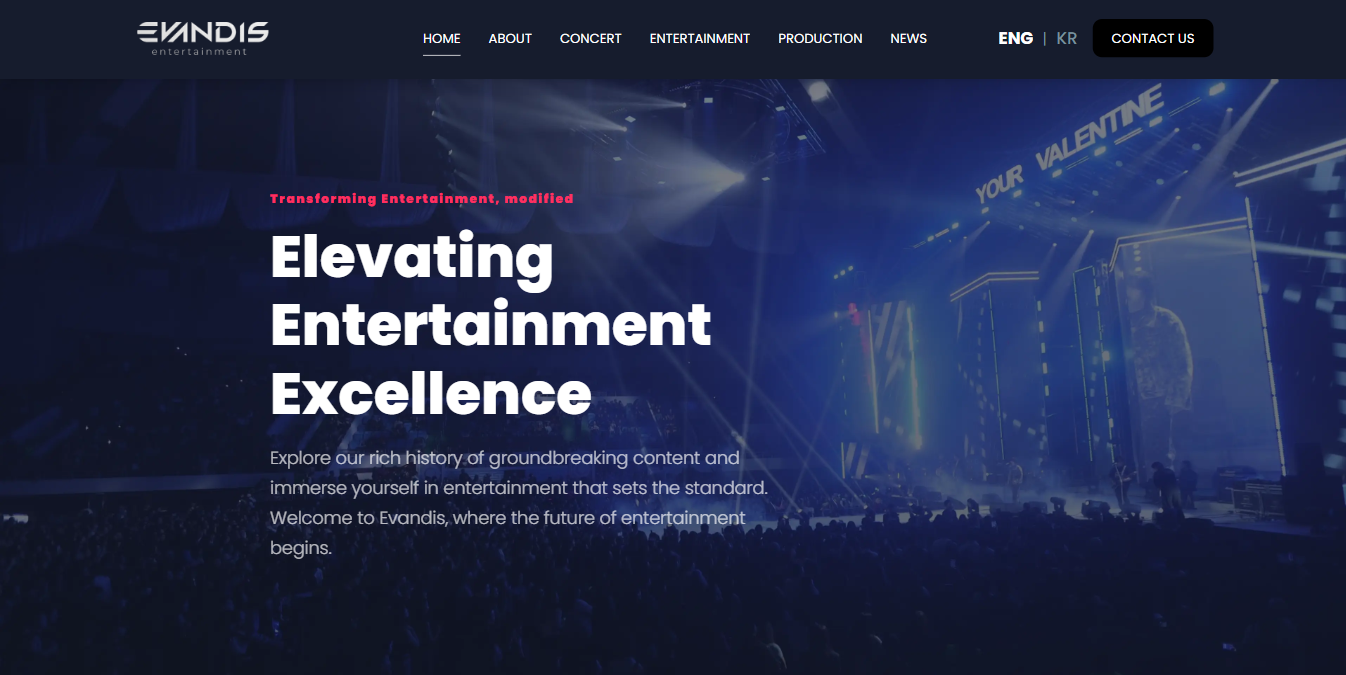 EVANDIS
entertainment
HOME ABOUT CONCERT ENTERTAINMENT PRODUCTION NEWS ENG | KR CONTACT US
YOUR VALENTINE
Transforming Entertainment, modified
Elevating
Entertainment
Excellence
Explore our rich history of groundbreaking content and
immerse yourself in entertainment that sets the standard.
Welcome to Evandis, where the future of entertainment
begins.